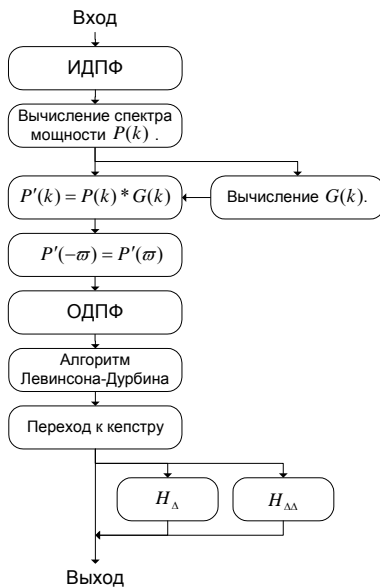 Вход
ИДПФ
Вычисление спектра
мощности P(k) .
P′(k) = P(k) * G(k)
Вычисление G(k).
P′(−ϖ) = P′(ϖ)
ОДПФ
Алгоритм
Левинсона-Дурбина
Переход к кепстру
H_Δ
H_ΔΔ
Выход